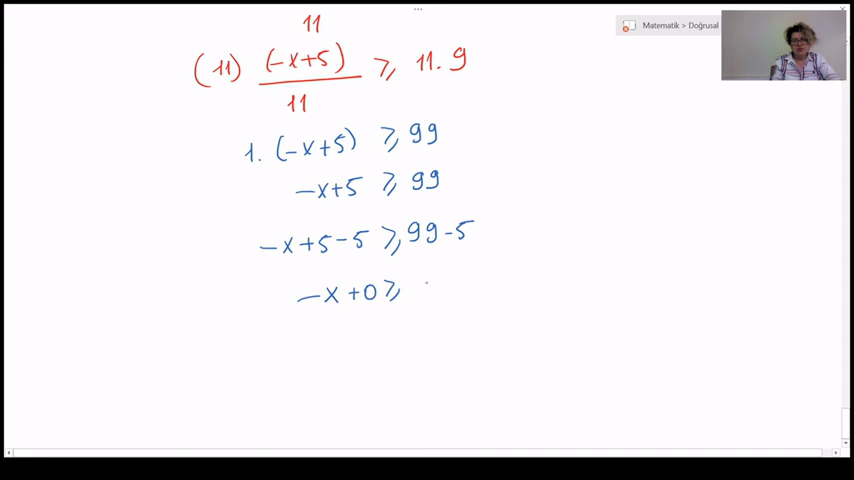 11
Matematik > Doğrusal
(11) (-x+5) ≥ 11.9
11
1. (-x+5) ≥ 99
-x+5 ≥ 99
-x+5-5 ≥ 99-5
-x+0 ≥